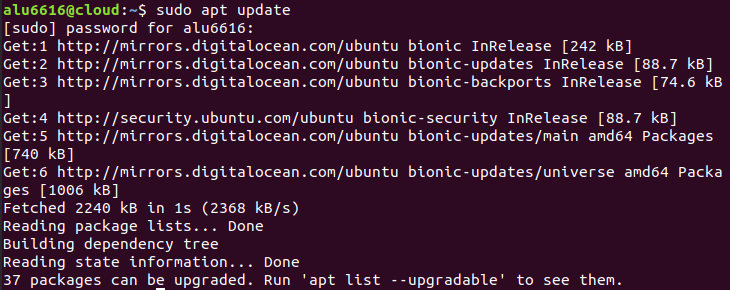 alu6616@cloud:~$ sudo apt update
[sudo] password for alu6616:
Get:1 http://mirrors.digitalocean.com/ubuntu bionic InRelease [242 kB]
Get:2 http://mirrors.digitalocean.com/ubuntu bionic-updates InRelease [88.7 kB]
Get:3 http://mirrors.digitalocean.com/ubuntu bionic-backports InRelease [74.6 kB
]
Get:4 http://security.ubuntu.com/ubuntu bionic-security InRelease [88.7 kB]
Get:5 http://mirrors.digitalocean.com/ubuntu bionic-updates/main amd64 Packages
[740 kB]
Get:6 http://mirrors.digitalocean.com/ubuntu bionic-updates/universe amd64 Packa
ges [1006 kB]
Fetched 2240 kB in 1s (2368 kB/s)
Reading package lists... Done
Building dependency tree
Reading state information... Done
37 packages can be upgraded. Run 'apt list --upgradable' to see them.